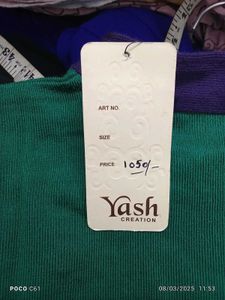 ART NO.
SIZE
PRICE: 1050/-
Yash
CREATION
POCO C61
08/03/2025 11:53